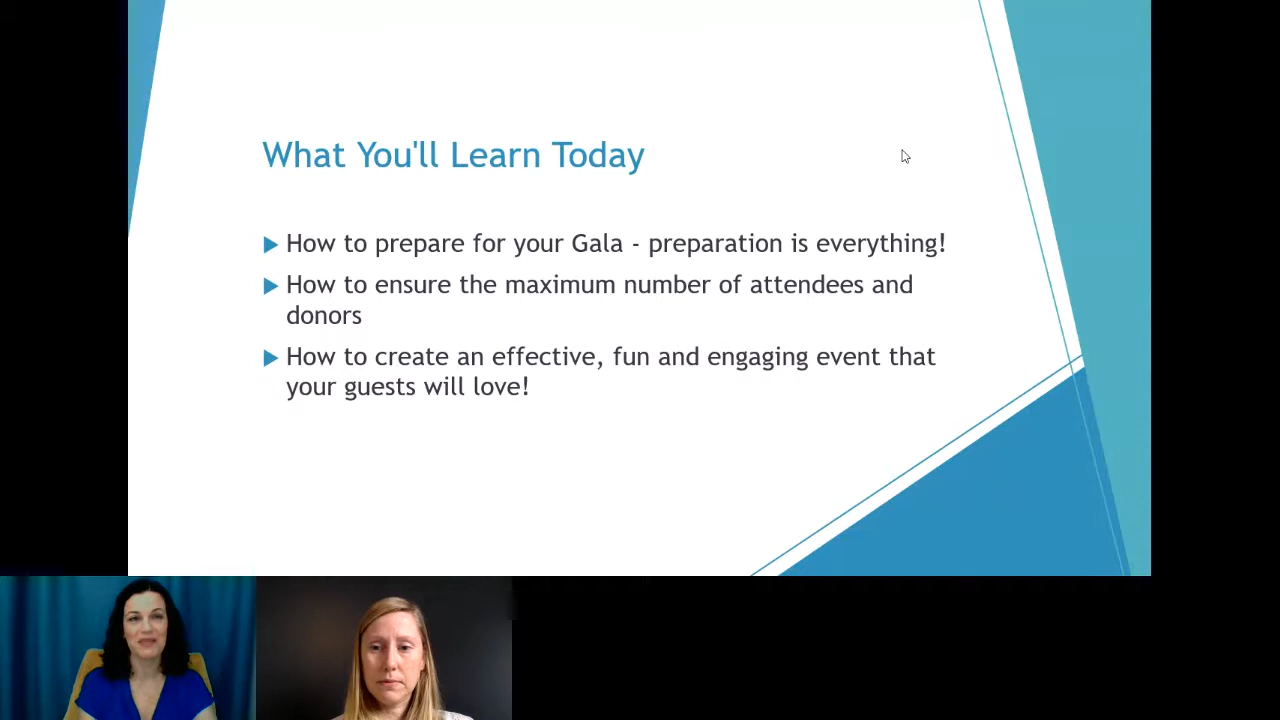 What You'll Learn Today
How to prepare for your Gala - preparation is everything!
How to ensure the maximum number of attendees and
donors
How to create an effective, fun and engaging event that
your guests will love!